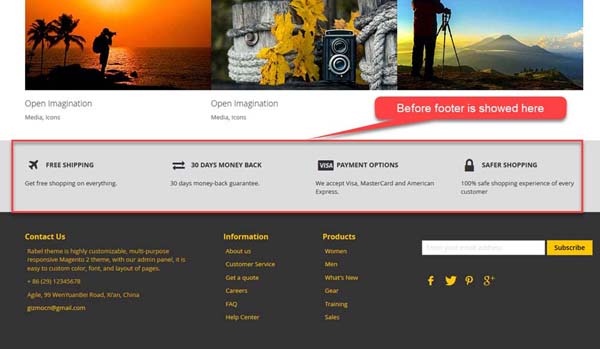 Open Imagination
Media, Icons
Open Imagination
Media, Icons
Before footer is showed here
FREE SHIPPING
Get free shopping on everything.
30 DAYS MONEY BACK
30 days money-back guarantee.
VISA
PAYMENT OPTIONS
We accept Visa, MasterCard and American
Express.
SAFER SHOPPING
100% safe shopping experience of every
customer
Contact Us
Rabel theme is highly customizable, multi-purpose
responsive Magento 2 theme, with our admin panel, it is
easy to custom color, font, and layout of pages.
+ 86 (29) 12345678
Agile, 99 WenYuanBei Road, Xi'an, China
gizmocn@gmail.com
Information
About us
Customer Service
Get a quote
Careers
FAQ
Help Center
Products
Women
Men
What's New
Gear
Training
Sales
Enter your email address
Subscribe